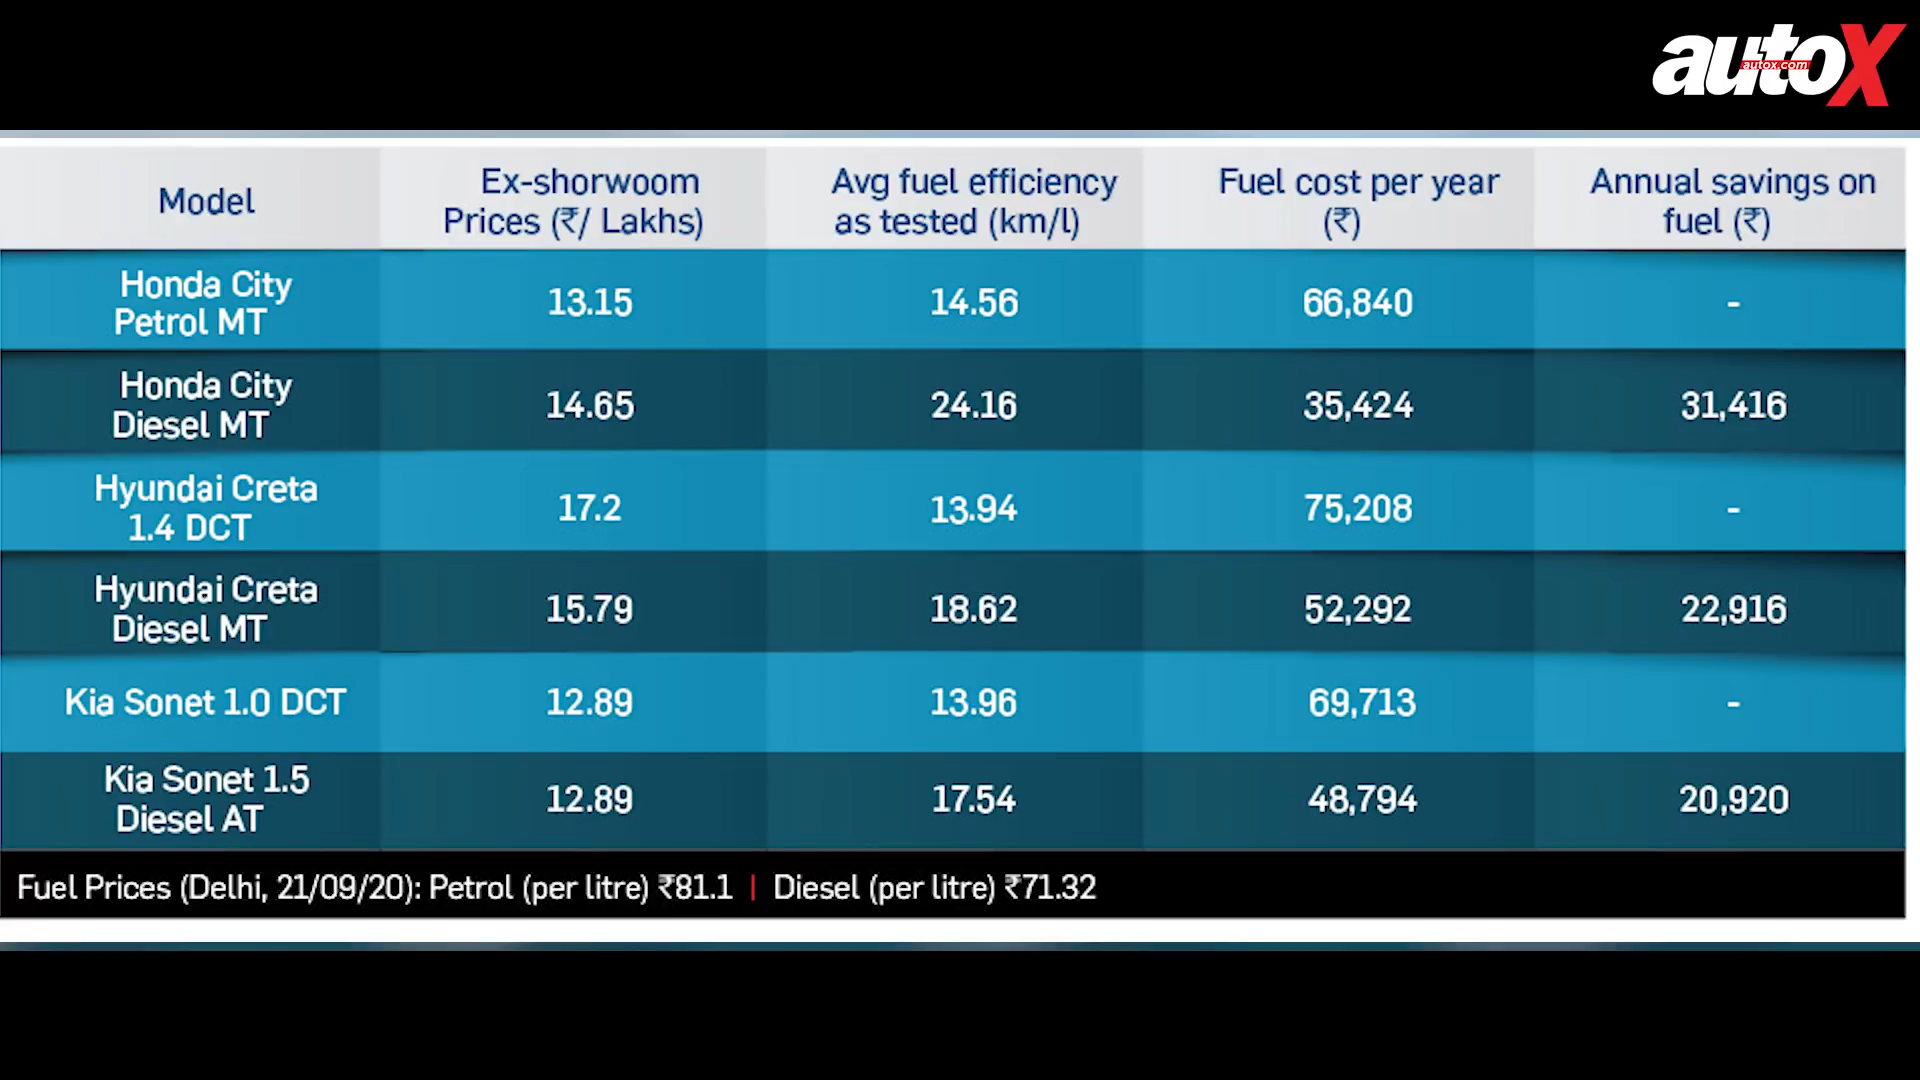 autoX
autox.com
Model
Ex-shorwoom
Prices (₹/ Lakhs)
Avg fuel efficiency
as tested (km/l)
Fuel cost per year
(₹)
Annual savings on
fuel (₹)
Honda City
Petrol MT
13.15
14.56
66,840
-
Honda City
Diesel MT
14.65
24.16
35,424
31,416
Hyundai Creta
1.4 DCT
17.2
13.94
75,208
-
Hyundai Creta
Diesel MT
15.79
18.62
52,292
22,916
Kia Sonet 1.0 DCT
12.89
13.96
69,713
-
Kia Sonet 1.5
Diesel AT
12.89
17.54
48,794
20,920
Fuel Prices (Delhi, 21/09/20): Petrol (per litre) ₹81.1 | Diesel (per litre) ₹71.32